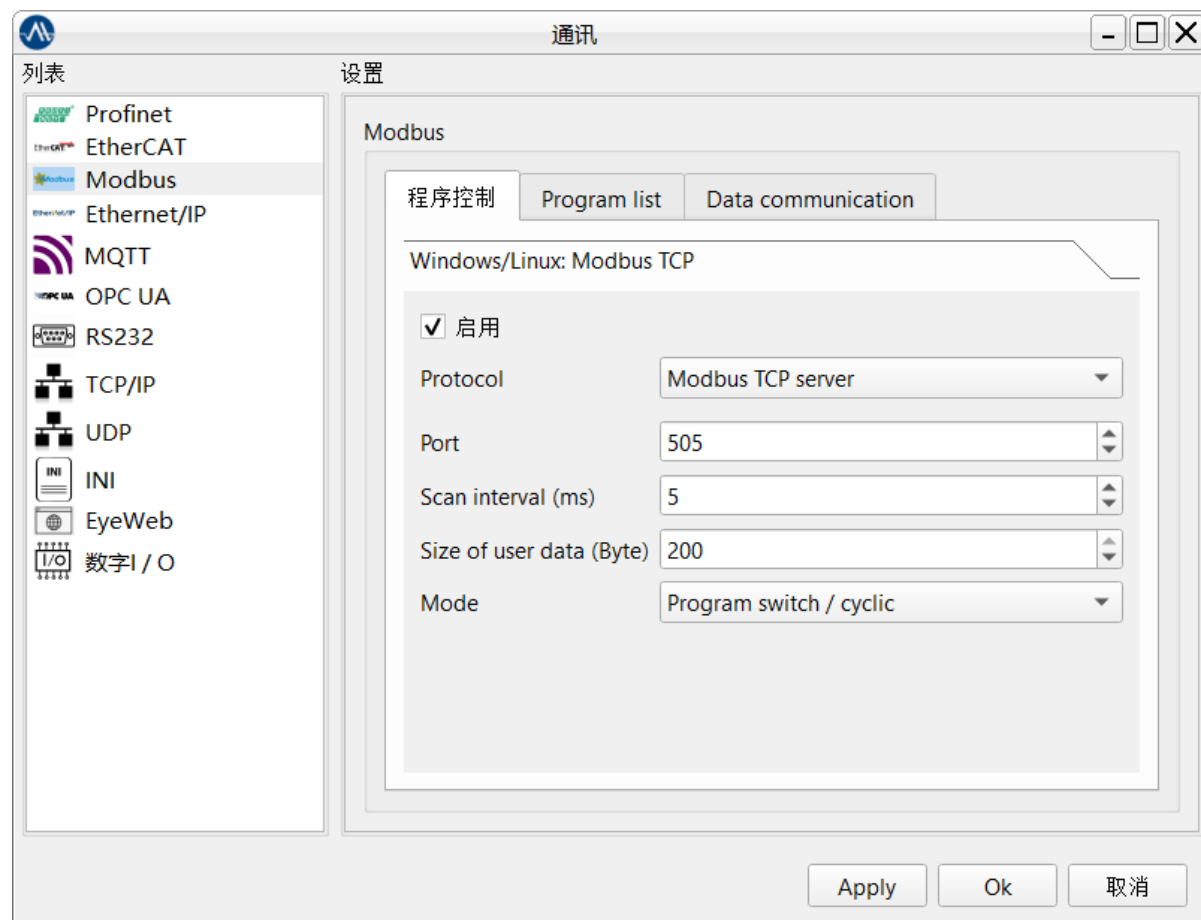 通讯
列表
设置
Profinet
EtherCAT
Modbus
Ethernet/IP
MQTT
OPC UA
RS232
TCP/IP
UDP
INI
EyeWeb
数字I / O
Modbus
程序控制 Program list Data communication
Windows/Linux: Modbus TCP
启用
Protocol Modbus TCP server
Port 505
Scan interval (ms) 5
Size of user data (Byte) 200
Mode Program switch / cyclic
Apply Ok 取消